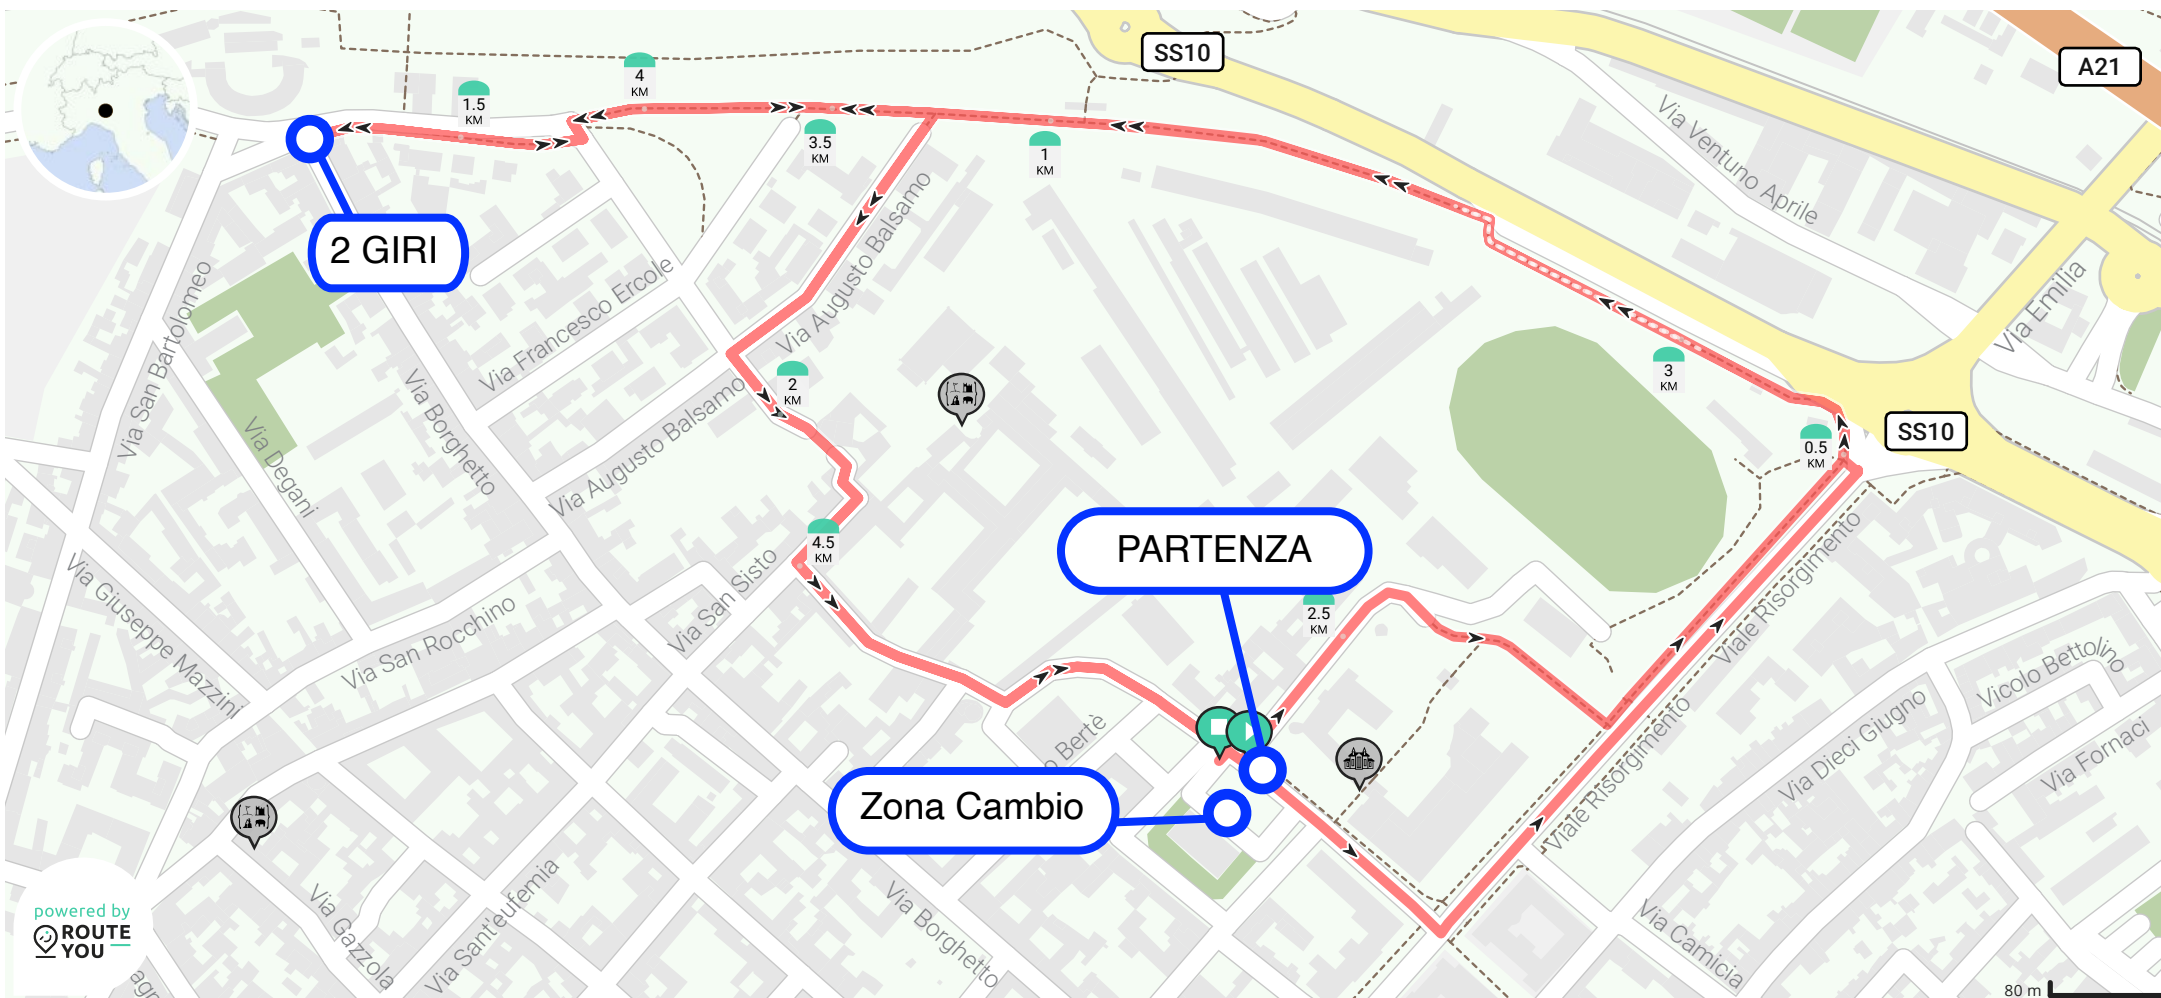 SS10
A21
4
KM
1.5
KM
3.5
KM
1
KM
Via Ventuno Aprile
2 GIRI
Via Augusto Balsamo
Via Emilia
Via San Bartolomeo
Via Francesco Ercole
Via Borghetto
2
KM
3
KM
Via Degani
Via Augusto Balsamo
0.5
KM
SS10
4.5
KM
PARTENZA
Via Giuseppe Mazzini
Via San Rocchino
Via San Sisto
2.5
KM
Viale Risorgimento
Vicolo Bettolino
Viale Risorgimento
Via Dieci Giugno
Via Fornaci
o Bertè
Zona Cambio
Via Gazzola
Via Sant'eufemia
Via Borghetto
Via Camicia
powered by
ROUTE
YOU
agn
80 m